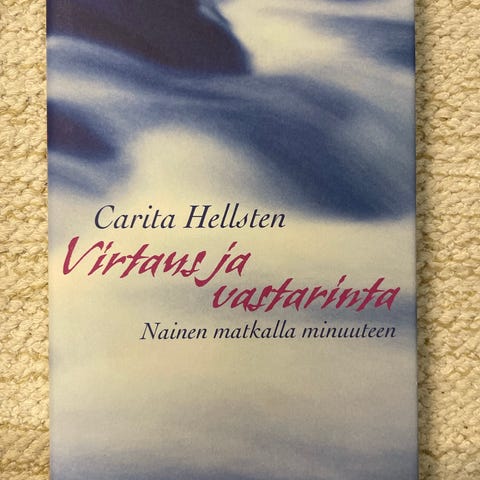 Carita Hellsten
Virtaus ja
vastarinta
Nainen matkalla minuuteen